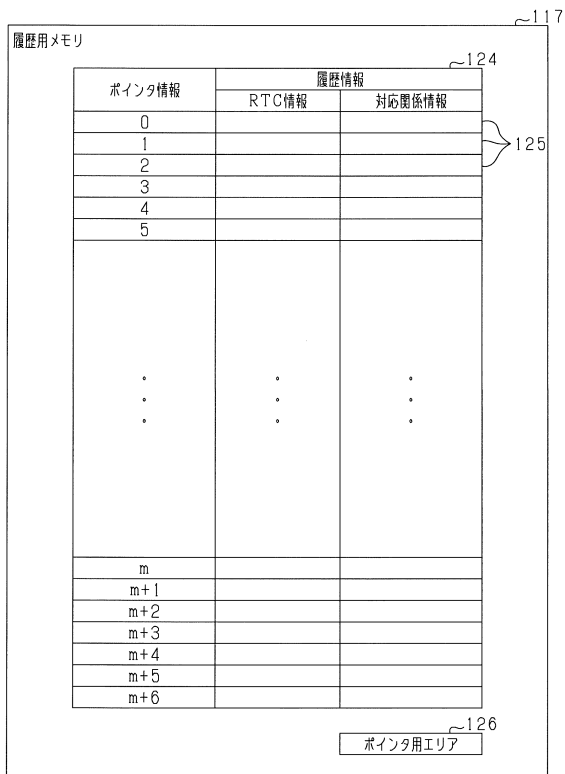 117
履歴用メモリ
124
ポインタ情報 履歴情報
RTC情報 対応関係情報
0
1
125
2
3
4
5
m
m+1
m+2
m+3
m+4
m+5
m+6
126
ポインタ用エリア